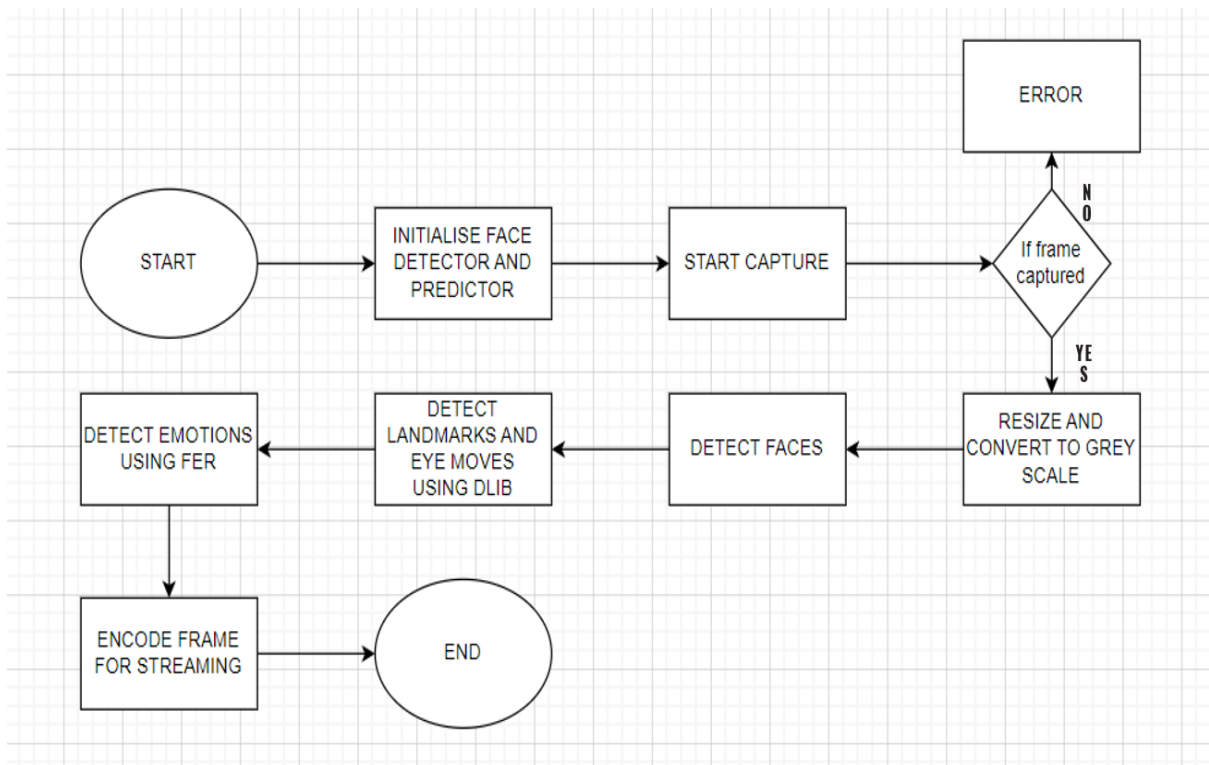 ERROR
N
O
START
INITIALISE FACE
DETECTOR AND
PREDICTOR
START CAPTURE
If frame
captured
YE
S
DETECT EMOTIONS
USING FER
DETECT
LANDMARKS AND
EYE MOVES
USING DLIB
DETECT FACES
RESIZE AND
CONVERT TO GREY
SCALE
ENCODE FRAME
FOR STREAMING
END